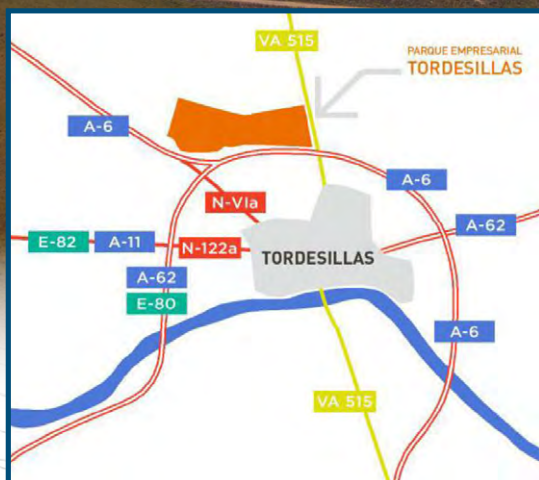 VA 515
PARQUE EMPRESARIAL
TORDESILLAS
A-6
A-6
N-VIa
A-62
E-82
A-11
N-122a
TORDESILLAS
A-62
E-80
A-6
VA 515